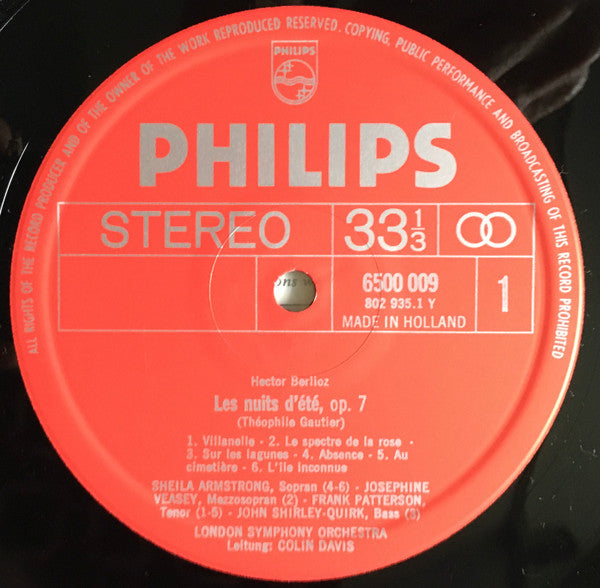 ALL RIGHTS OF THE RECORD PRODUCER AND OF THE OWNER OF THE WORK REPRODUCED RESERVED. COPYING, PUBLIC PERFORMANCE AND BROADCASTING OF THIS RECORD PROHIBITED
PHILIPS
PHILIPS
STEREO 33 1/3
6500 009
802 935.1 Y
MADE IN HOLLAND
1
Hector Berlioz
Les nuits d'été, op. 7
(Théophile Gautier)
1. Villanelle - 2. Le spectre de la rose -
3. Sur les lagunes - 4. Absence - 5. Au
cimetière - 6. L'île inconnue
SHEILA ARMSTRONG, Sopran (4-6) - JOSEPHINE
VEASEY, Mezzosopran (2) - FRANK PATTERSON,
Tenor (1-5) - JOHN SHIRLEY-QUIRK, Bass (3)
LONDON SYMPHONY ORCHESTRA
Leitung: COLIN DAVIS